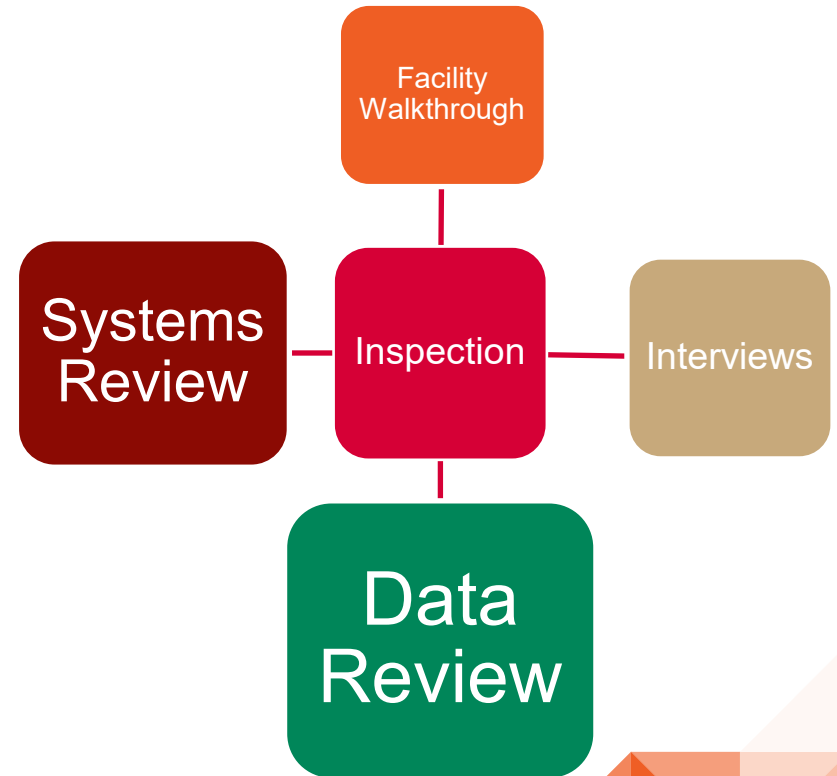 Facility
Walkthrough
Systems
Review
Inspection
Interviews
Data
Review